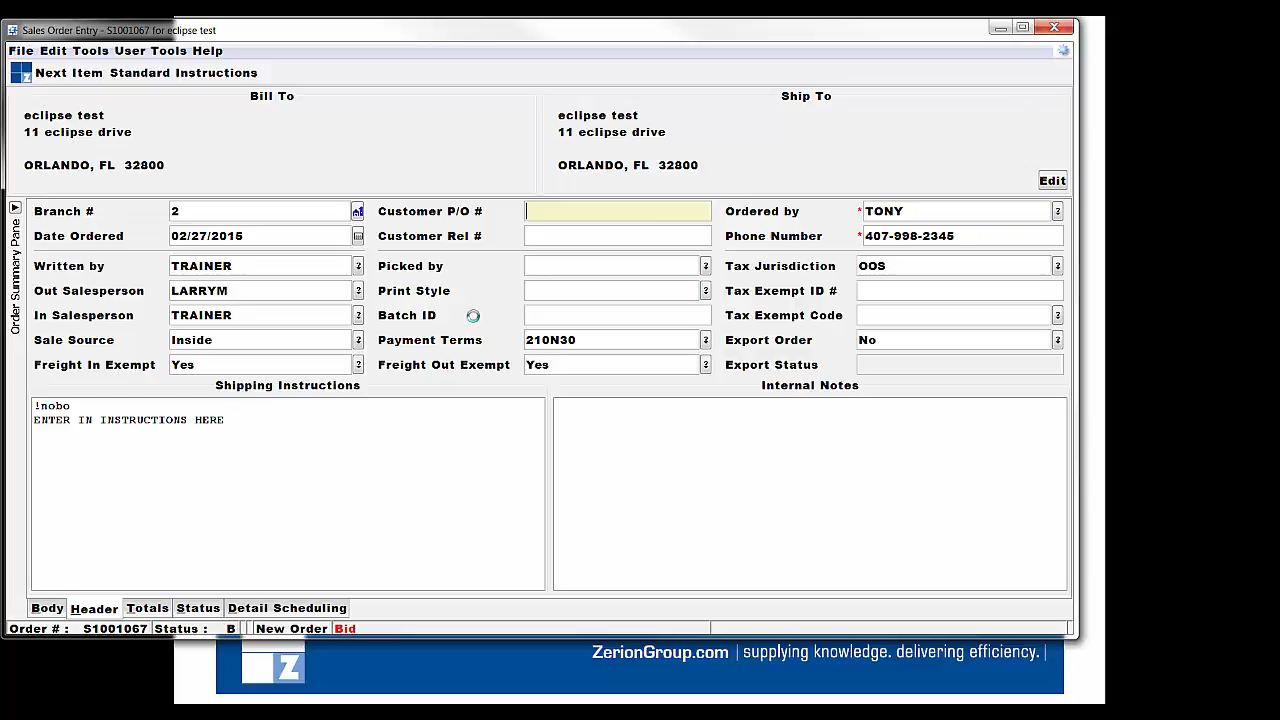 Sales Order Entry - S1001067 for eclipse test
File Edit Tools User Tools Help
Next Item Standard Instructions
Bill To
Ship To
eclipse test
11 eclipse drive
ORLANDO, FL 32800
eclipse test
11 eclipse drive
ORLANDO, FL 32800
Edit
Order Summary Pane
Branch # 2 Customer P/O # Ordered by * TONY
Date Ordered 02/27/2015 Customer Rel # Phone Number * 407-998-2345
Written by TRAINER Picked by Tax Jurisdiction OOS
Out Salesperson LARRYM Print Style Tax Exempt ID #
In Salesperson TRAINER Batch ID Tax Exempt Code
Sale Source Inside Payment Terms 210N30 Export Order No
Freight In Exempt Yes Freight Out Exempt Yes Export Status
Shipping Instructions
Internal Notes
!nobo
ENTER IN INSTRUCTIONS HERE
Body Header Totals Status Detail Scheduling
Order # : S1001067 Status : B New Order Bid
Z ZerionGroup.com | supplying knowledge. delivering efficiency. |